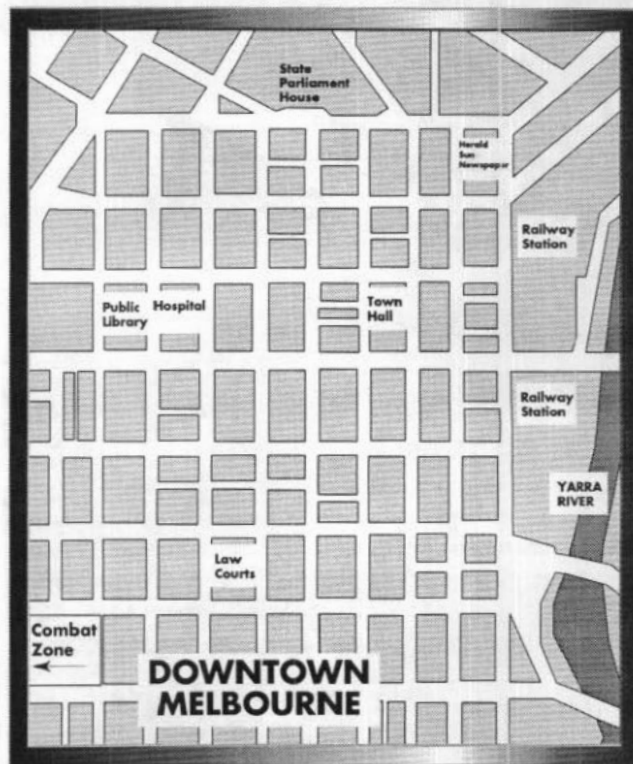 State
Parliament
House
Herald
Sun
Newspaper
Railway
Station
Public
Library
Hospital
Town
Hall
Railway
Station
YARRA
RIVER
Law
Courts
Combat
Zone
DOWNTOWN
MELBOURNE